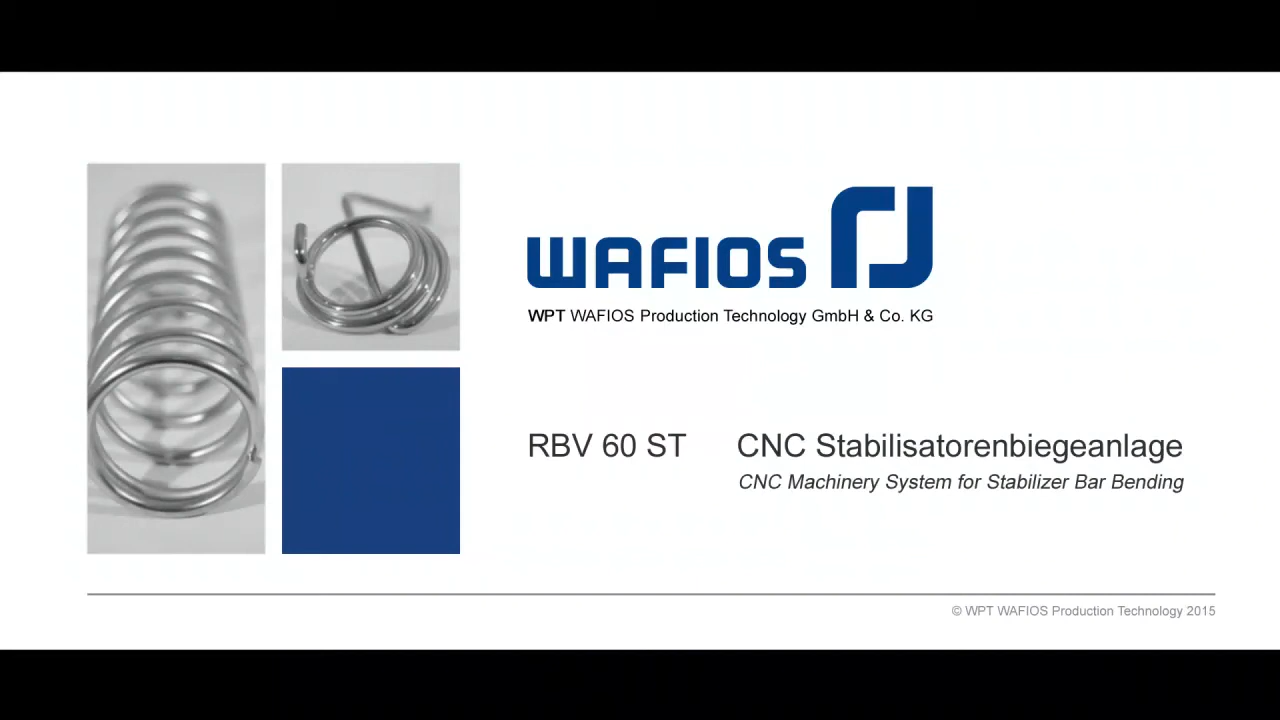 WAFIOS
WPT WAFIOS Production Technology GmbH & Co. KG
RBV 60 ST CNC Stabilisatorenbiegeanlage
CNC Machinery System for Stabilizer Bar Bending
© WPT WAFIOS Production Technology 2015